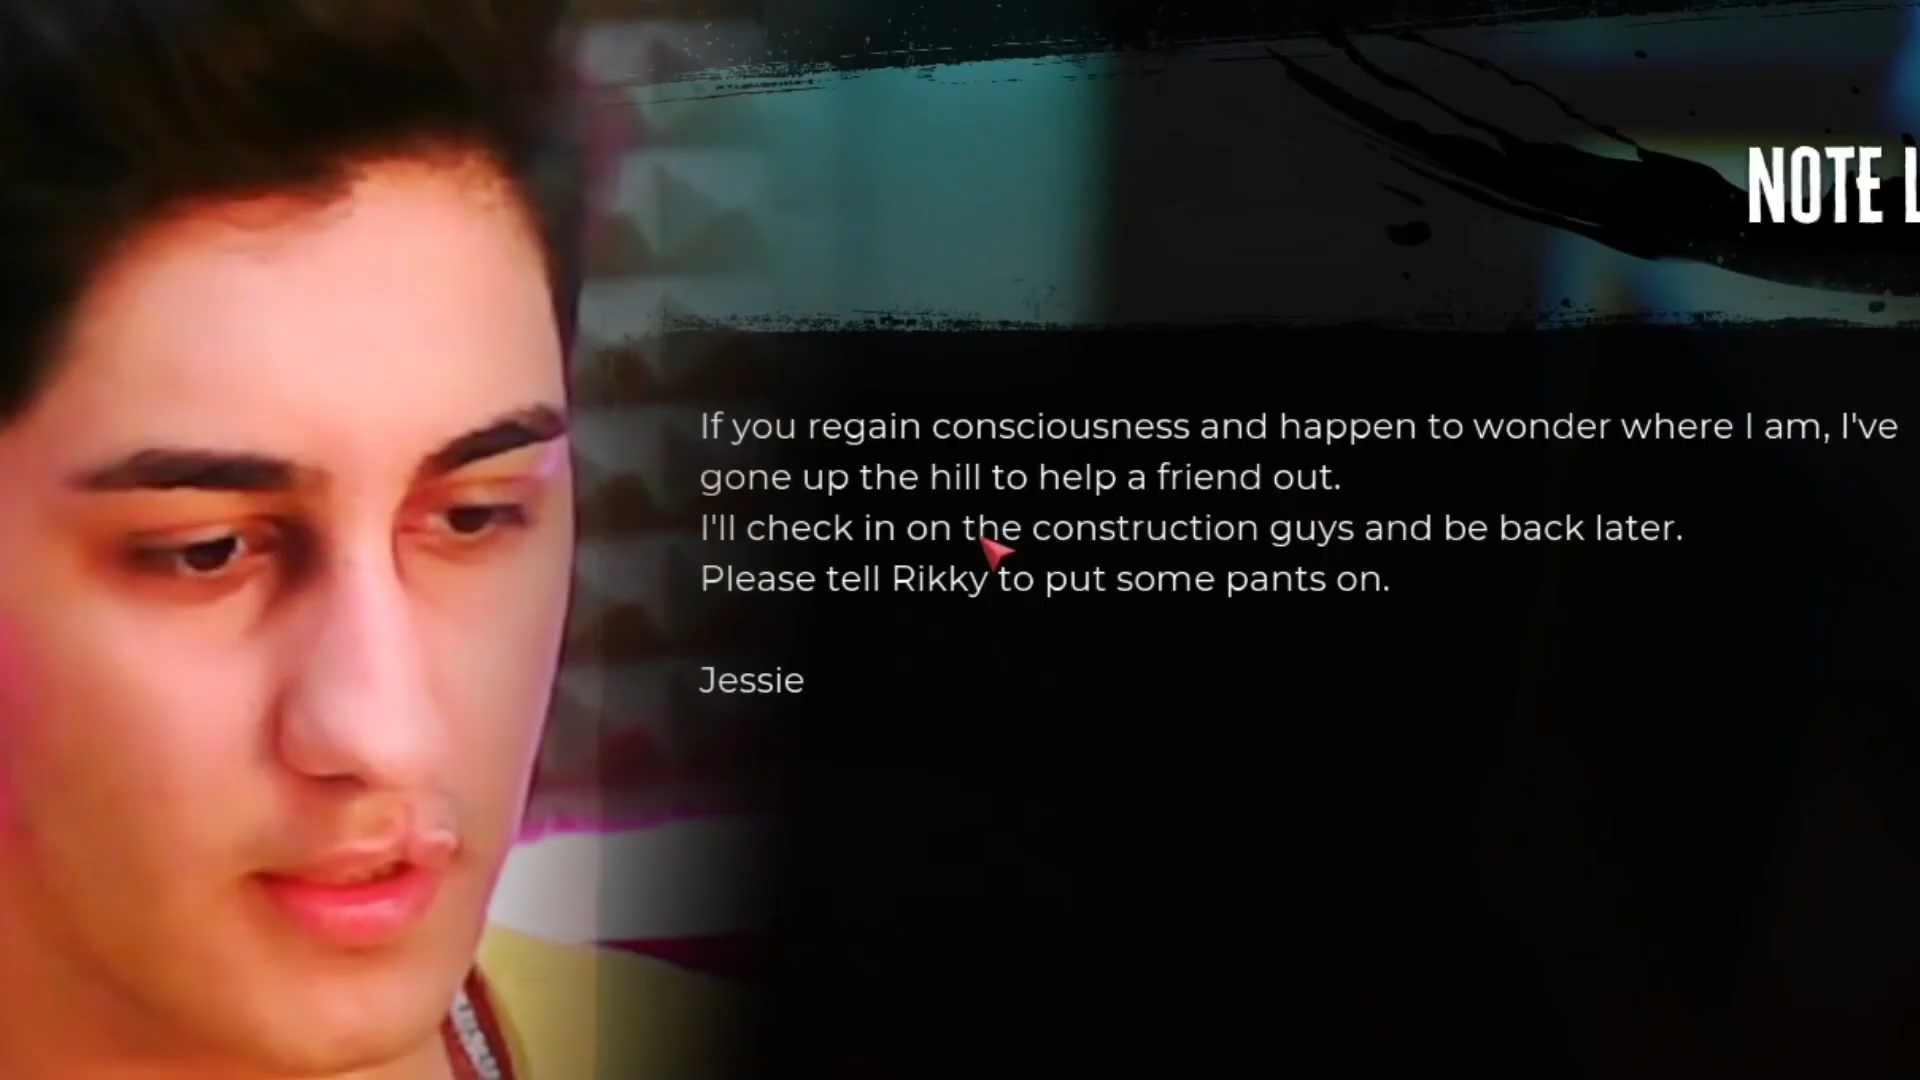 NOTE
If you regain consciousness and happen to wonder where I am, I've
gone up the hill to help a friend out.
I'll check in on the construction guys and be back later.
Please tell Rikky to put some pants on.
Jessie